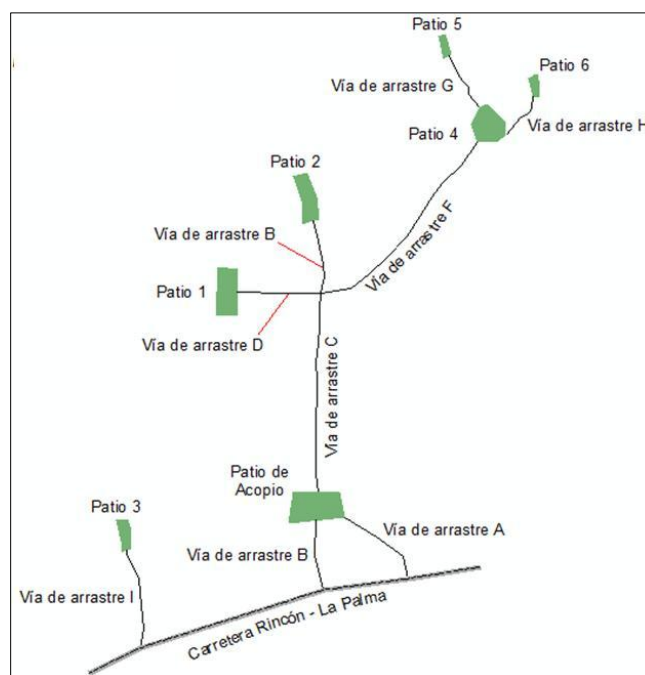 Patio 5
Patio 6
Vía de arrastre G
Patio 4
Vía de arrastre H
Patio 2
Vía de arrastre B
Vía de arrastre F
Patio 1
Vía de arrastre D
Vía de arrastre C
Patio de
Acopio
Patio 3
Vía de arrastre A
Vía de arrastre B
Vía de arrastre I
Carretera Rincón - La Palma